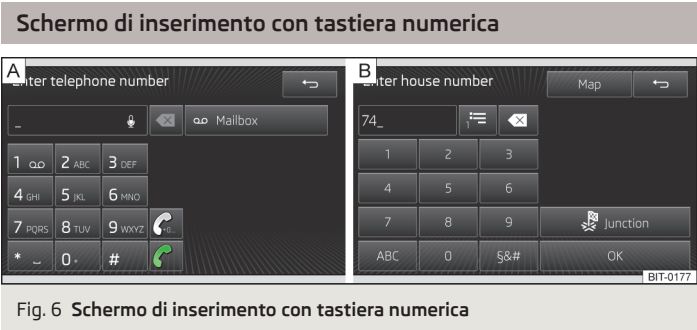 Schermo di inserimento con tastiera numerica
A
Enter telephone number
_
Mailbox
1
2 ABC
3 DEF
4 GHI
5 JKL
6 MNO
7 PQRS
8 TUV
9 WXYZ
* _
0
#
B
Enter house number
Map
74_
1
2
3
4
5
6
7
8
9
Junction
ABC
0
§&#
OK
BIT-0177
Fig. 6 Schermo di inserimento con tastiera numerica